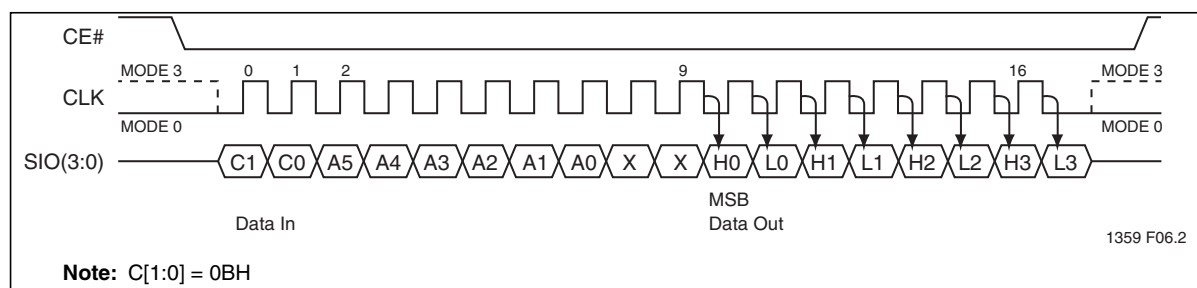 CE#
MODE 3 0 1 2 9 16 MODE 3
CLK
MODE 0 MODE 0
SIO(3:0) C1 C0 A5 A4 A3 A2 A1 A0 X X H0 L0 H1 L1 H2 L2 H3 L3
MSB
Data In Data Out
1359 F06.2
Note: C[1:0] = 0BH